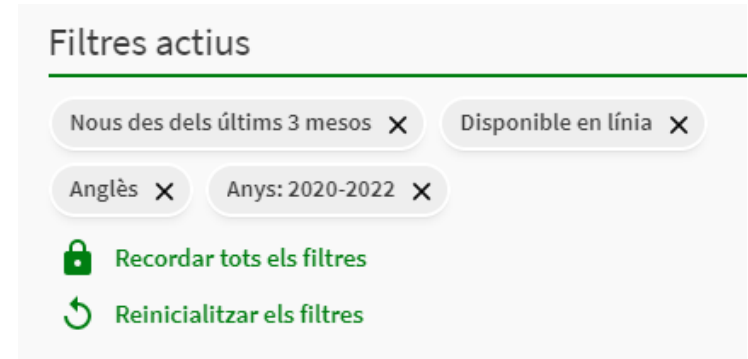 Filtres actius
Nous des dels últims 3 mesos Disponible en línia
Anglès Anys: 2020-2022
Recordar tots els filtres
Reinicialitzar els filtres